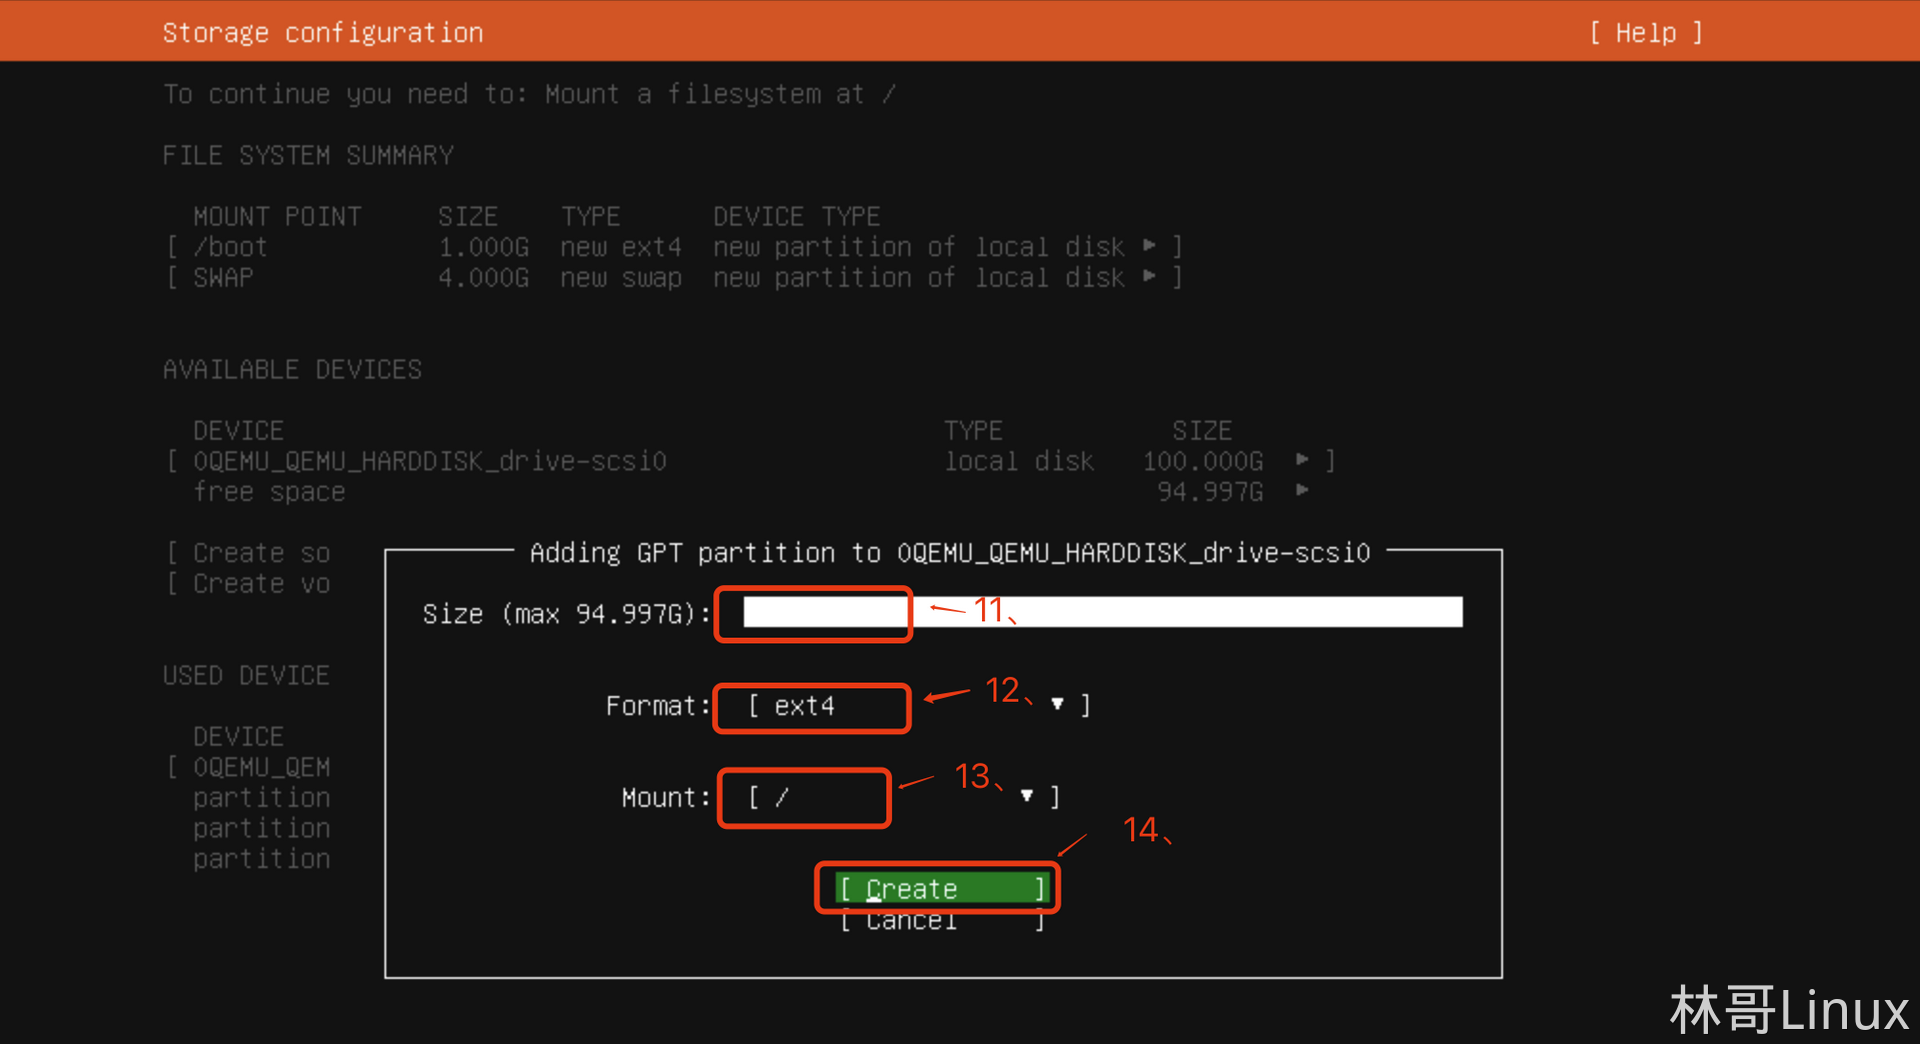 Storage configuration [ Help ]
To continue you need to: Mount a filesystem at /
FILE SYSTEM SUMMARY
MOUNT POINT SIZE TYPE DEVICE TYPE
[ /boot 1.000G new ext4 new partition of local disk ▸ ]
[ SWAP 4.000G new swap new partition of local disk ▸ ]
AVAILABLE DEVICES
DEVICE TYPE SIZE
[ 0QEMU_QEMU_HARDDISK_drive-scsi0 local disk 100.000G ▸ ]
free space 94.997G ▸
[ Create so
[ Create vo
Adding GPT partition to 0QEMU_QEMU_HARDDISK_drive-scsi0
Size (max 94.997G): 11、
USED DEVICE
Format: [ ext4 12、 ▾ ]
DEVICE
[ 0QEMU_QEM
Mount: [ / 13、 ▾ ]
partition
partition
partition
14、
[ Create ]
[ Cancel ]
林哥Linux